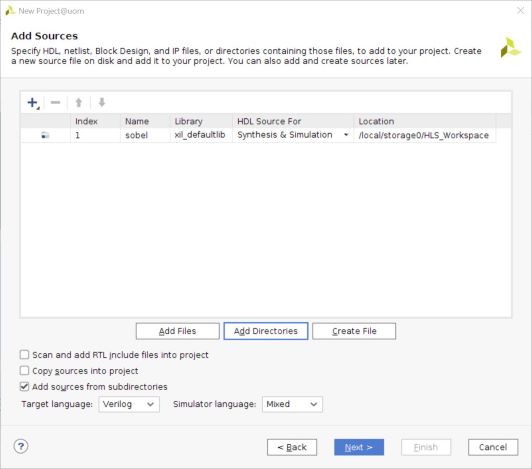 New Project@uom
Add Sources
Specify HDL, netlist, Block Design, and IP files, or directories containing those files, to add to your project. Create
a new source file on disk and add it to your project. You can also add and create sources later.
Index Name Library HDL Source For Location
1 sobel xil_defaultlib Synthesis & Simulation /local/storage0/HLS_Workspace
Add Files Add Directories Create File
Scan and add RTL include files into project
Copy sources into project
Add sources from subdirectories
Target language: Verilog Simulator language: Mixed
? < Back Next > Finish Cancel